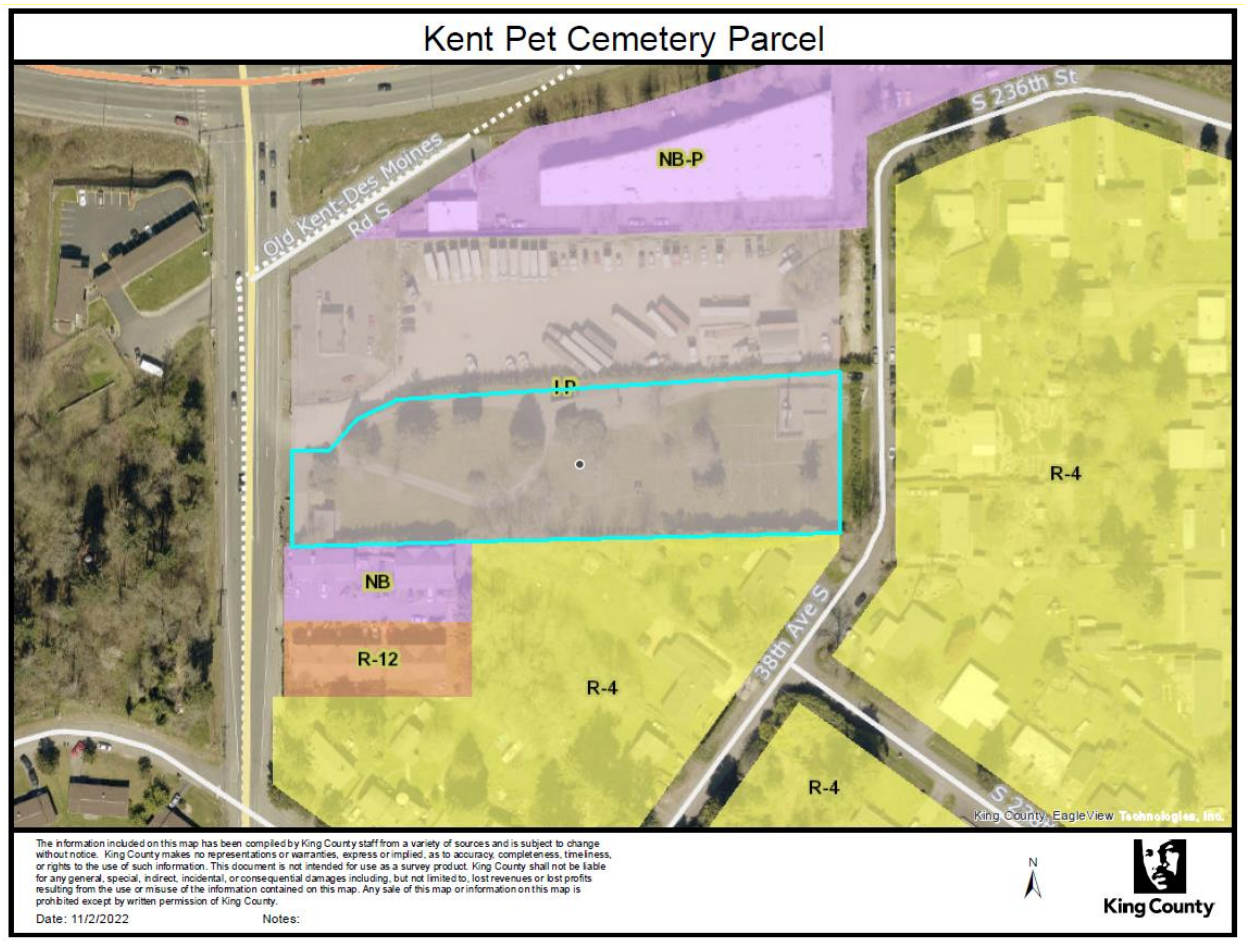 Kent Pet Cemetery Parcel
S 236th St
NB-P
Old Kent-Des Moines
Rd S
I-P
R-4
NB
38th Ave S
R-12
R-4
R-4
King County, EagleView Technologies, Inc.
The information included on this map has been compiled by King County staff from a variety of sources and is subject to change
without notice. King County makes no representations or warranties, express or implied, as to accuracy, completeness, timeliness,
or rights to the use of such information. This document is not intended for use as a survey product. King County shall not be liable
for any general, special, indirect, incidental, or consequential damages including, but not limited to, lost revenues or lost profits
resulting from the use or misuse of the information contained on this map. Any sale of this map or information on this map is
prohibited except by written permission of King County.
Date: 11/2/2022 Notes:
N
King County